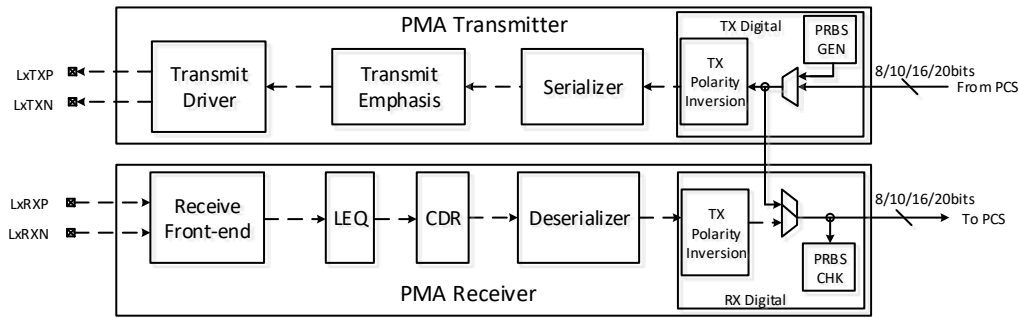 PMA Transmitter
TX Digital
PRBS
GEN
LxTXP
LxTXN
Transmit
Driver
Transmit
Emphasis
Serializer
TX
Polarity
Inversion
8/10/16/20bits
From PCS
LxRXP
LxRXN
Receive
Front-end
LEQ
CDR
Deserializer
TX
Polarity
Inversion
8/10/16/20bits
To PCS
PRBS
CHK
PMA Receiver
RX Digital